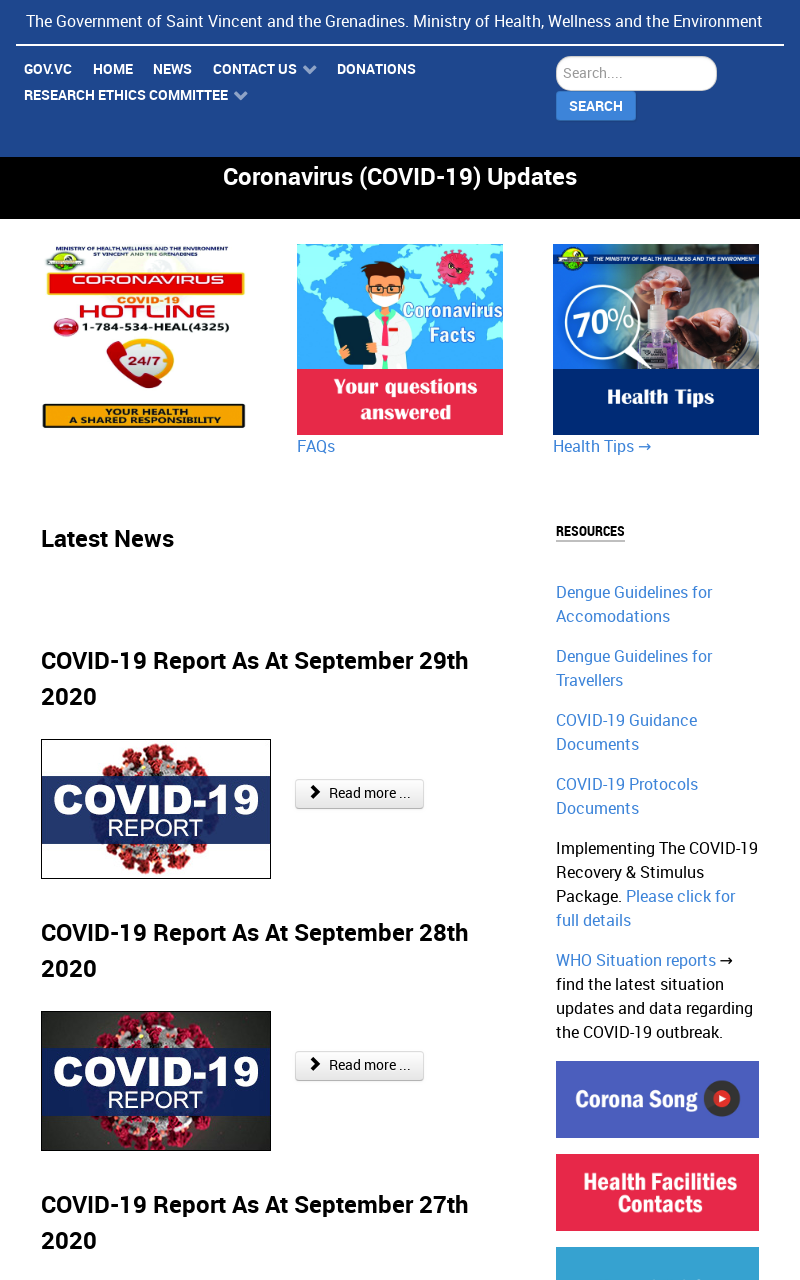 The Government of Saint Vincent and the Grenadines. Ministry of Health, Wellness and the Environment
GOV.VC HOME NEWS CONTACT US DONATIONS
RESEARCH ETHICS COMMITTEE
Search....
SEARCH
Coronavirus (COVID-19) Updates
MINISTRY OF HEALTH,WELLNESS AND THE ENVIRONMENT
ST VINCENT AND THE GRENADINES
CORONAVIRUS
COVID-19
HOTLINE
1-784-534-HEAL(4325)
24/7
YOUR HEALTH
A SHARED RESPONSIBILITY
Coronavirus
Facts
Your questions
answered
FAQs
THE MINISTRY OF HEALTH WELLNESS AND THE ENVIRONMENT
70%
Health Tips
Health Tips →
Latest News
COVID-19 Report As At September 29th
2020
COVID-19
REPORT
Read more ...
COVID-19 Report As At September 28th
2020
COVID-19
REPORT
Read more ...
COVID-19 Report As At September 27th
2020
RESOURCES
Dengue Guidelines for
Accomodations
Dengue Guidelines for
Travellers
COVID-19 Guidance
Documents
COVID-19 Protocols
Documents
Implementing The COVID-19
Recovery & Stimulus
Package. Please click for
full details
WHO Situation reports →
find the latest situation
updates and data regarding
the COVID-19 outbreak.
Corona Song
Health Facilities
Contacts